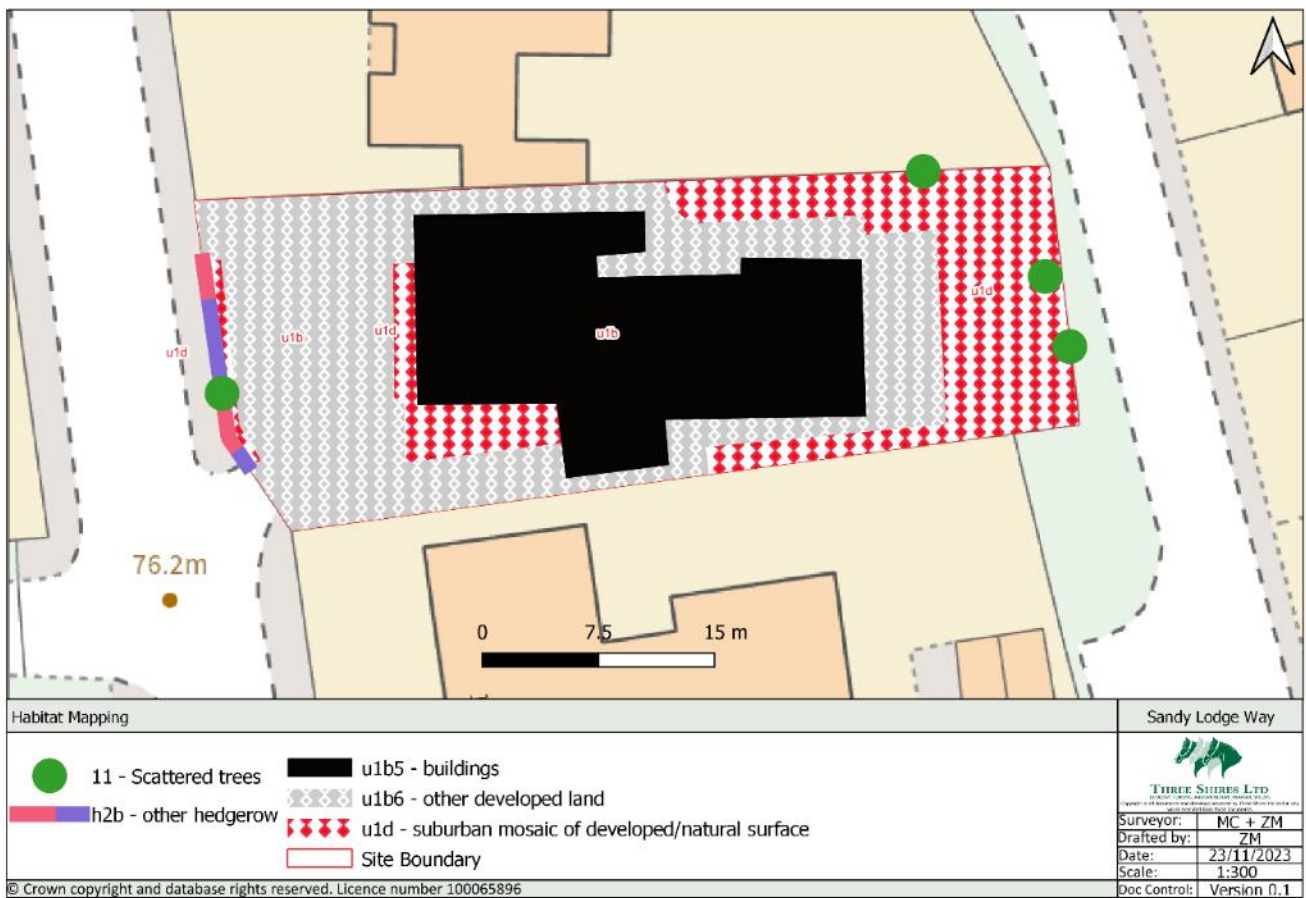 u1d
u1b
u1d
u1b
u1d
76.2m
0 7.5 15 m
Habitat Mapping
Sandy Lodge Way
11 - Scattered trees
h2b - other hedgerow
u1b5 - buildings
u1b6 - other developed land
u1d - suburban mosaic of developed/natural surface
Site Boundary
THREE SHIRES LTD
Surveyor: MC + ZM
Drafted by: ZM
Date: 23/11/2023
Scale: 1:300
Doc Control: Version 0.1
© Crown copyright and database rights reserved. Licence number 100065896